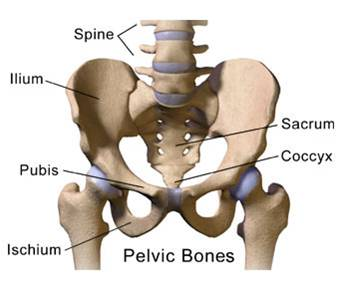 Spine
Ilium
Sacrum
Coccyx
Pubis
Ischium
Pelvic Bones